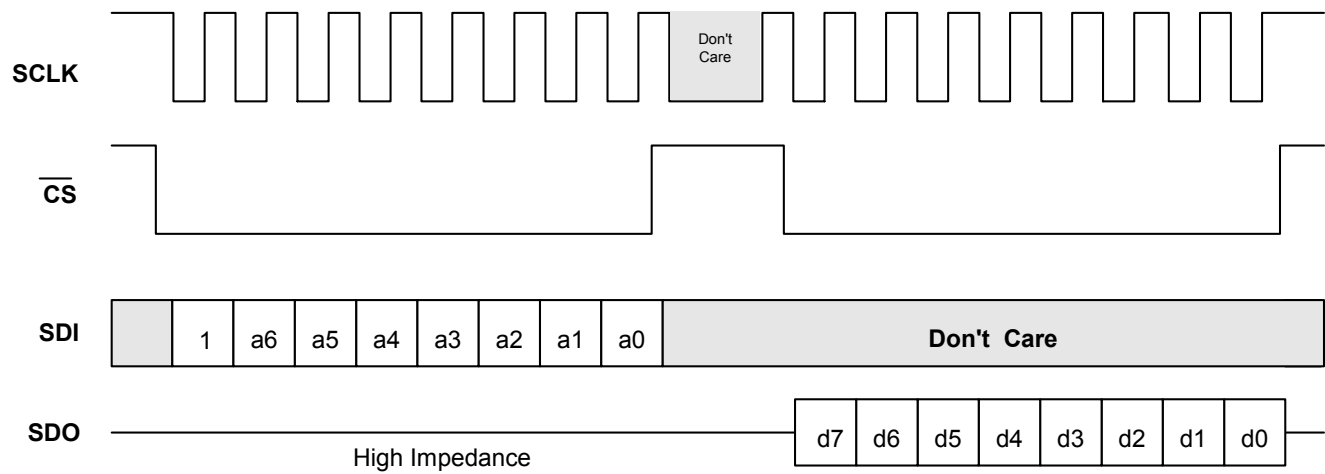 Don't
Care
SCLK
CS
SDI
1 a6 a5 a4 a3 a2 a1 a0
Don't Care
SDO
High Impedance
d7 d6 d5 d4 d3 d2 d1 d0